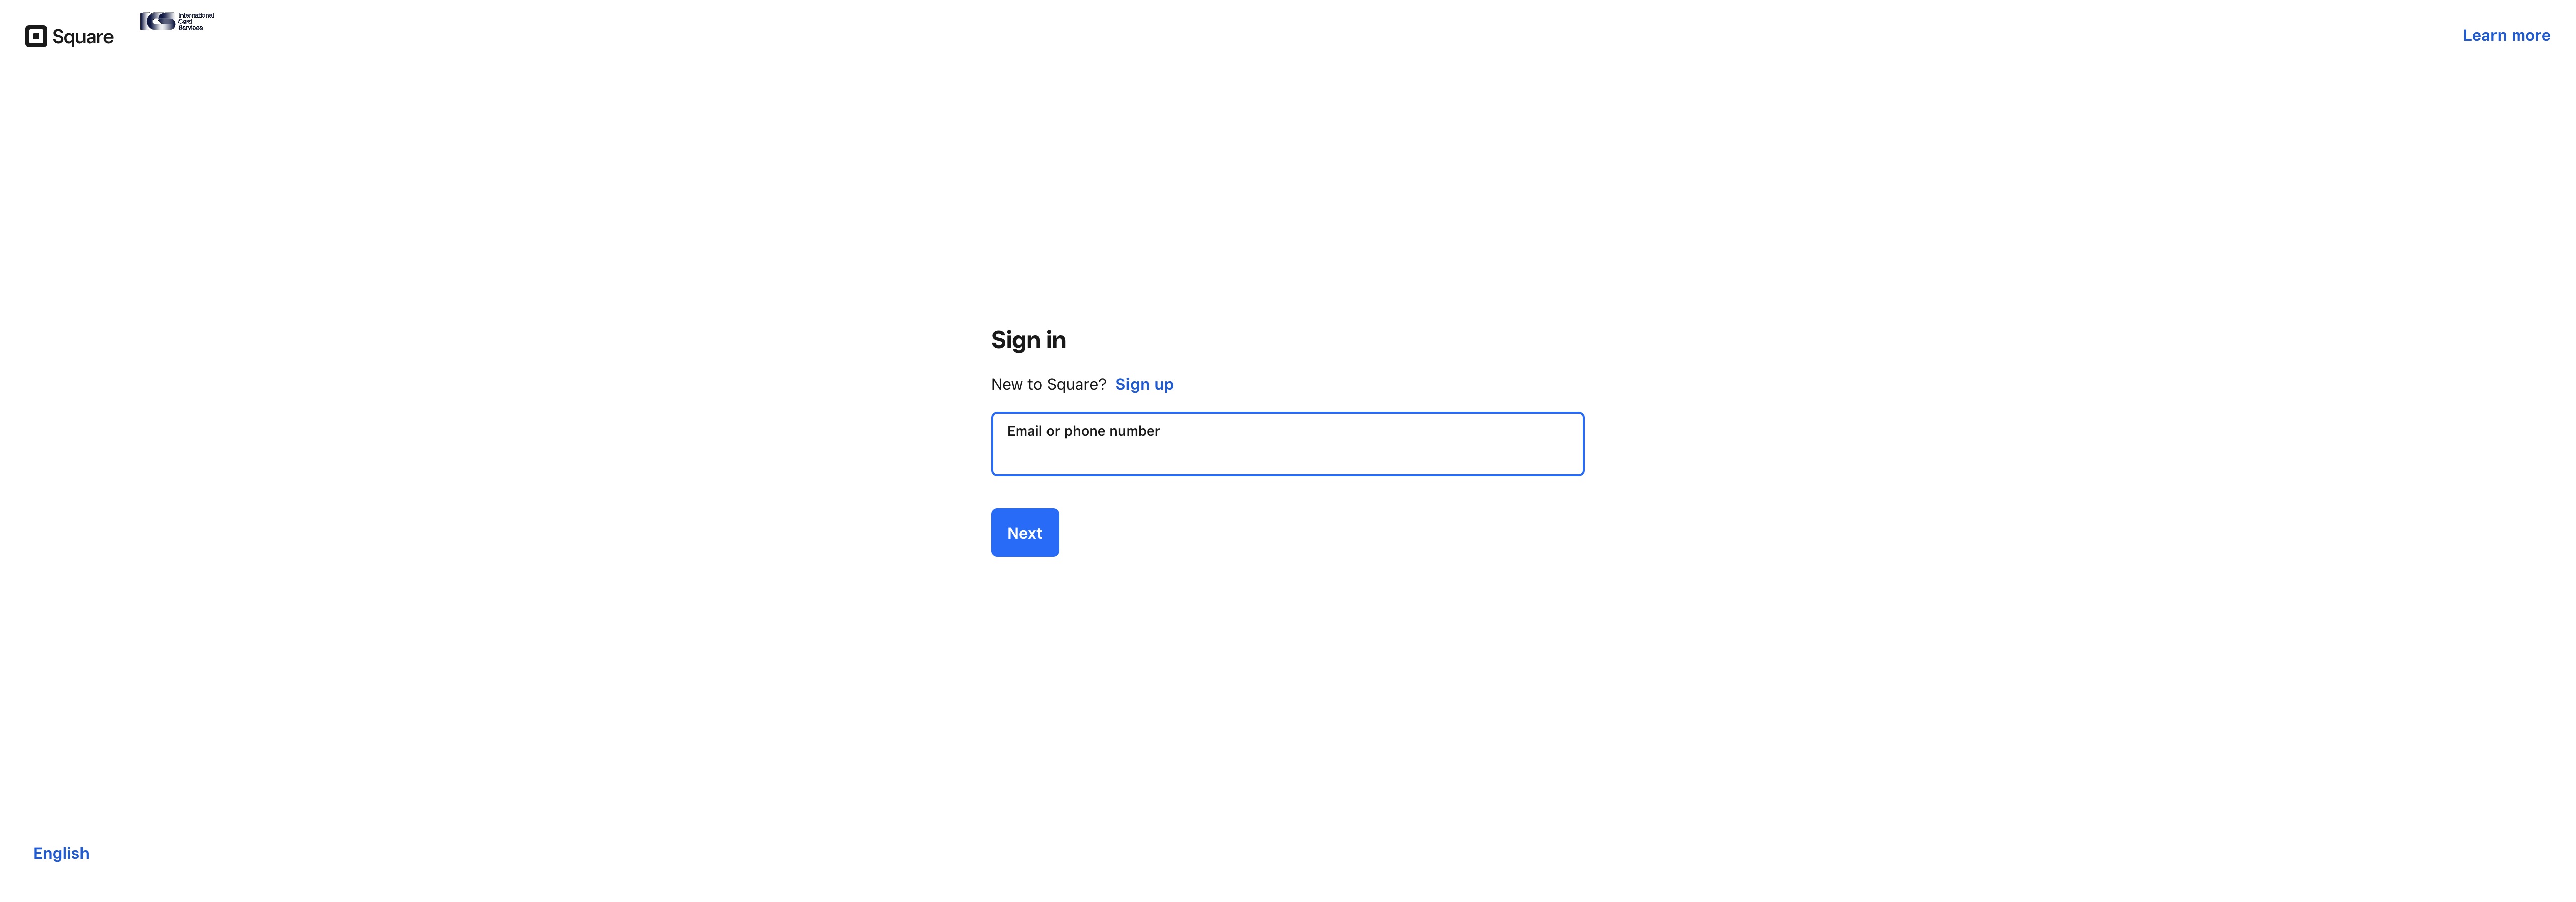 Square
ICS International
Card
Services
Learn more
Sign in
New to Square? Sign up
Email or phone number
Next
English